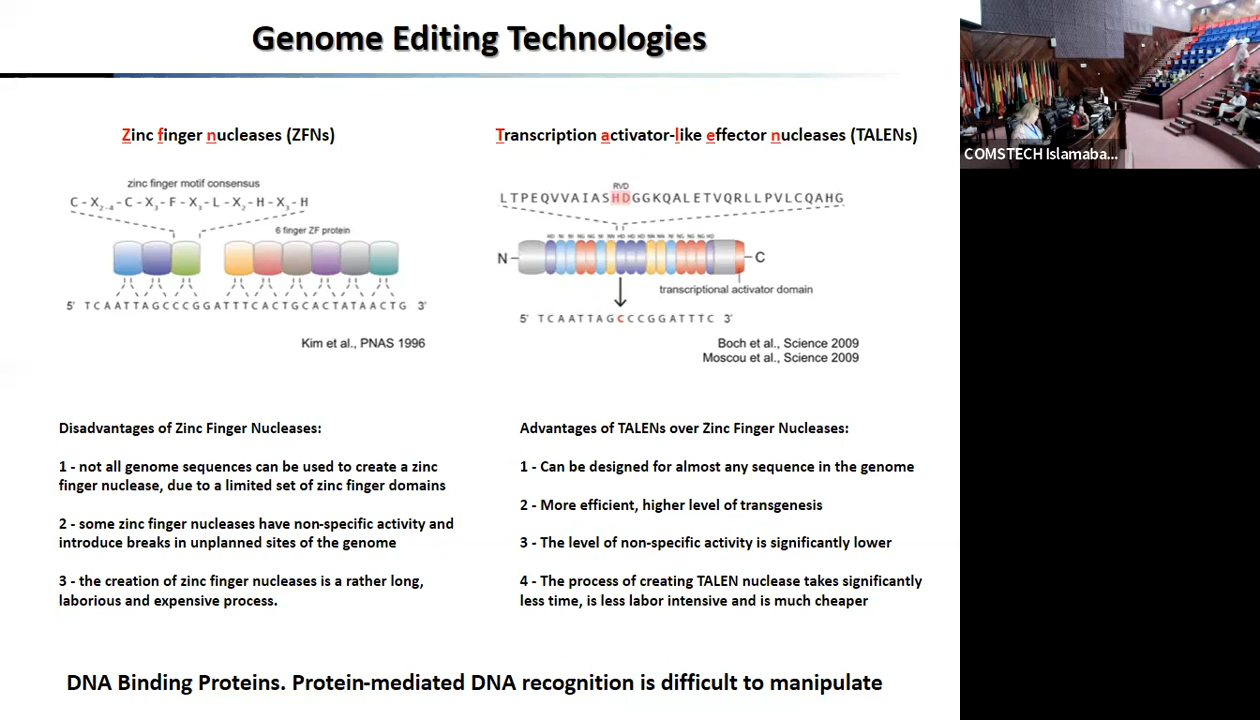 Genome Editing Technologies
Zinc finger nucleases (ZFNs)
zinc finger motif consensus
C - X2-4 - C - X3 - F - X3 - L - X2 - H - X3 - H
6 finger ZF protein
5' TCAATTAGCCCGGATTTCACTGCACTATAACTG 3'
Kim et al., PNAS 1996
Disadvantages of Zinc Finger Nucleases:
1 - not all genome sequences can be used to create a zinc
finger nuclease, due to a limited set of zinc finger domains
2 - some zinc finger nucleases have non-specific activity and
introduce breaks in unplanned sites of the genome
3 - the creation of zinc finger nucleases is a rather long,
laborious and expensive process.
Transcription activator-like effector nucleases (TALENs)
RVD
LTPEQVVAIASHDGGKQALETVQRLLPVLCQAHG
N
C
transcriptional activator domain
5' TCAATTAGCCCGGATTTC 3'
Boch et al., Science 2009
Moscou et al., Science 2009
Advantages of TALENs over Zinc Finger Nucleases:
1 - Can be designed for almost any sequence in the genome
2 - More efficient, higher level of transgenesis
3 - The level of non-specific activity is significantly lower
4 - The process of creating TALEN nuclease takes significantly
less time, is less labor intensive and is much cheaper
DNA Binding Proteins. Protein-mediated DNA recognition is difficult to manipulate
COMSTECH Islamaba...